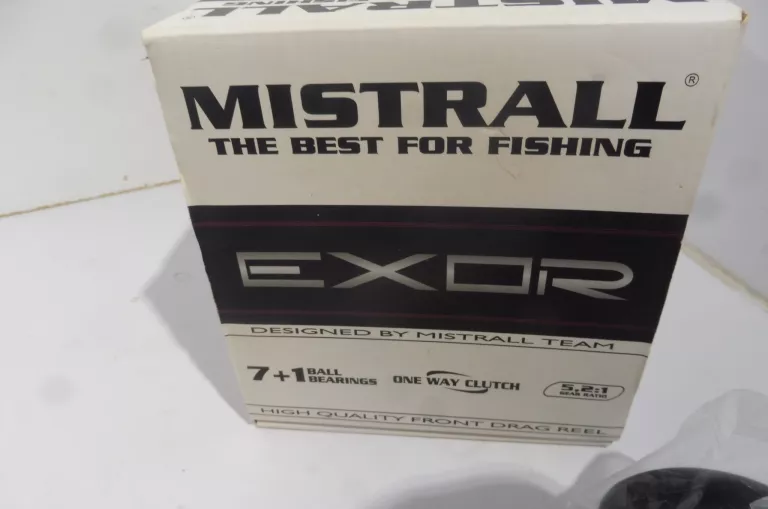 MISTRALL
MISTRALL®
THE BEST FOR FISHING
EXOR
DESIGNED BY MISTRALL TEAM
7+1 BALL BEARINGS ONE WAY CLUTCH 5,2:1 GEAR RATIO
HIGH QUALITY FRONT DRAG REEL